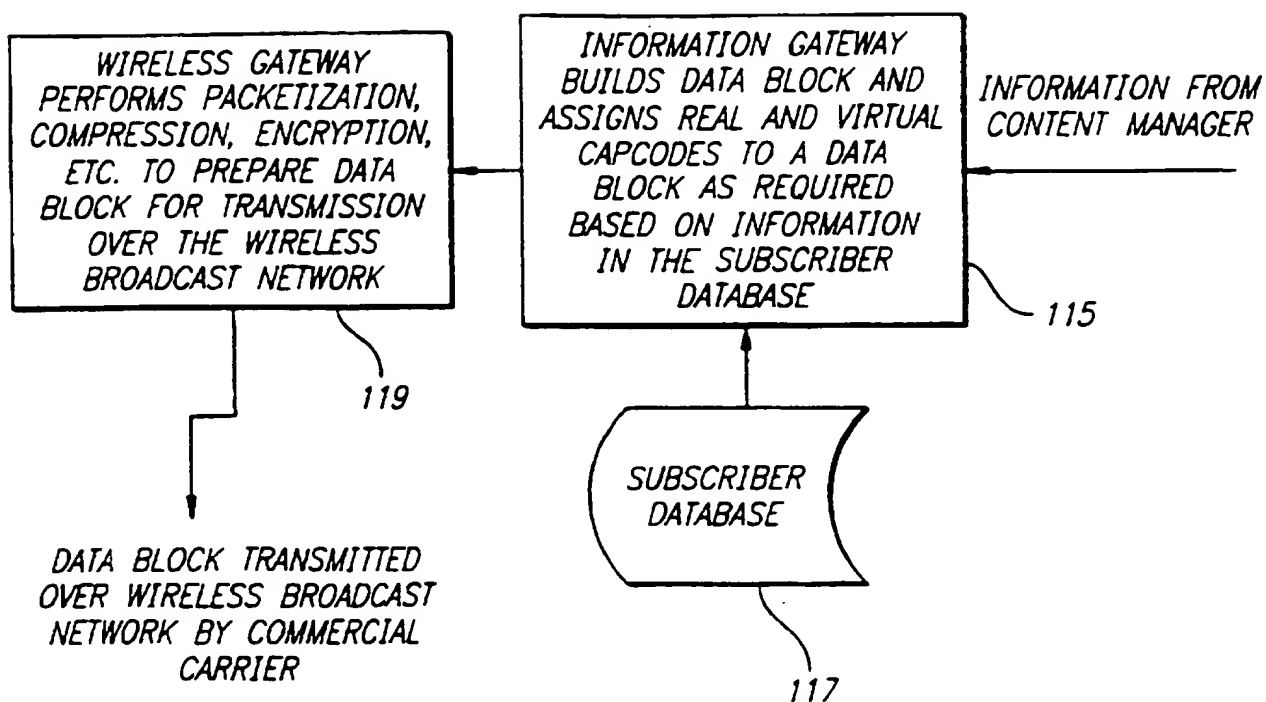 WIRELESS GATEWAY
PERFORMS PACKETIZATION,
COMPRESSION, ENCRYPTION,
ETC. TO PREPARE DATA
BLOCK FOR TRANSMISSION
OVER THE WIRELESS
BROADCAST NETWORK
119
INFORMATION GATEWAY
BUILDS DATA BLOCK AND
ASSIGNS REAL AND VIRTUAL
CAPCODES TO A DATA
BLOCK AS REQUIRED
BASED ON INFORMATION
IN THE SUBSCRIBER
DATABASE
115
INFORMATION FROM
CONTENT MANAGER
SUBSCRIBER
DATABASE
117
DATA BLOCK TRANSMITTED
OVER WIRELESS BROADCAST
NETWORK BY COMMERCIAL
CARRIER